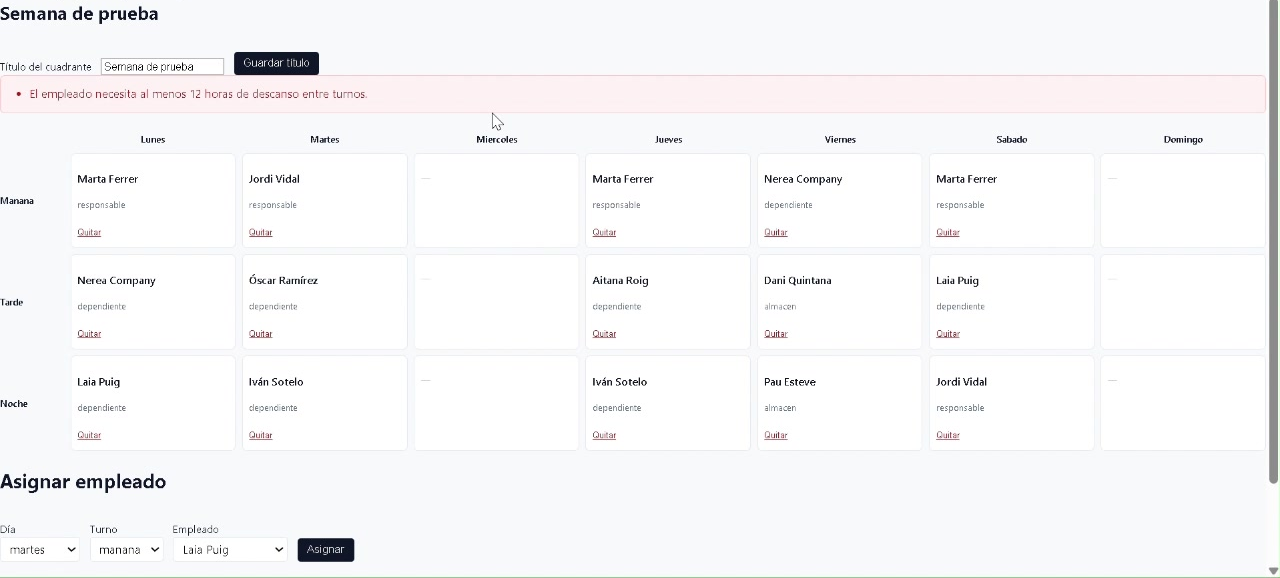 Semana de prueba
Título del cuadrante Semana de prueba Guardar título
El empleado necesita al menos 12 horas de descanso entre turnos.
Lunes Martes Miercoles Jueves Viernes Sabado Domingo
Manana
Marta Ferrer Jordi Vidal — Marta Ferrer Nerea Company Marta Ferrer —
responsable responsable responsable dependiente responsable
Quitar Quitar Quitar Quitar Quitar
Tarde
Nerea Company Óscar Ramírez — Aitana Roig Dani Quintana Laia Puig —
dependiente dependiente dependiente almacen dependiente
Quitar Quitar Quitar Quitar Quitar
Noche
Laia Puig Iván Sotelo — Iván Sotelo Pau Esteve Jordi Vidal —
dependiente dependiente dependiente almacen responsable
Quitar Quitar Quitar Quitar Quitar
Asignar empleado
Día Turno Empleado
martes manana Laia Puig Asignar